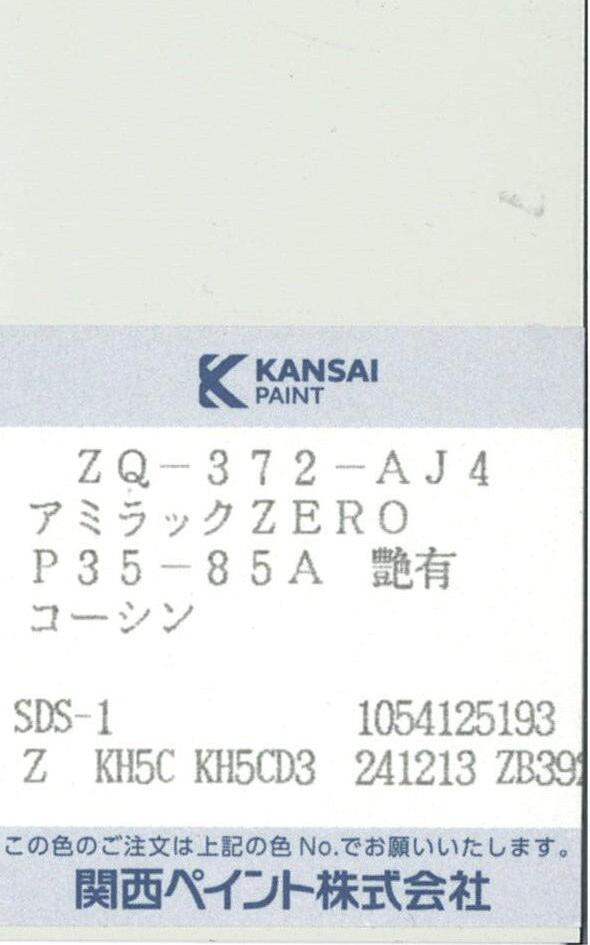 KANSAI
PAINT
ZQ-372-AJ4
アミラックZERO
P35-85A 艶有
コーシン
SDS-1 1054125193
Z KH5C KH5CD3 241213
この色のご注文は上記の色No.でお願いいたします。
関西ペイント株式会社